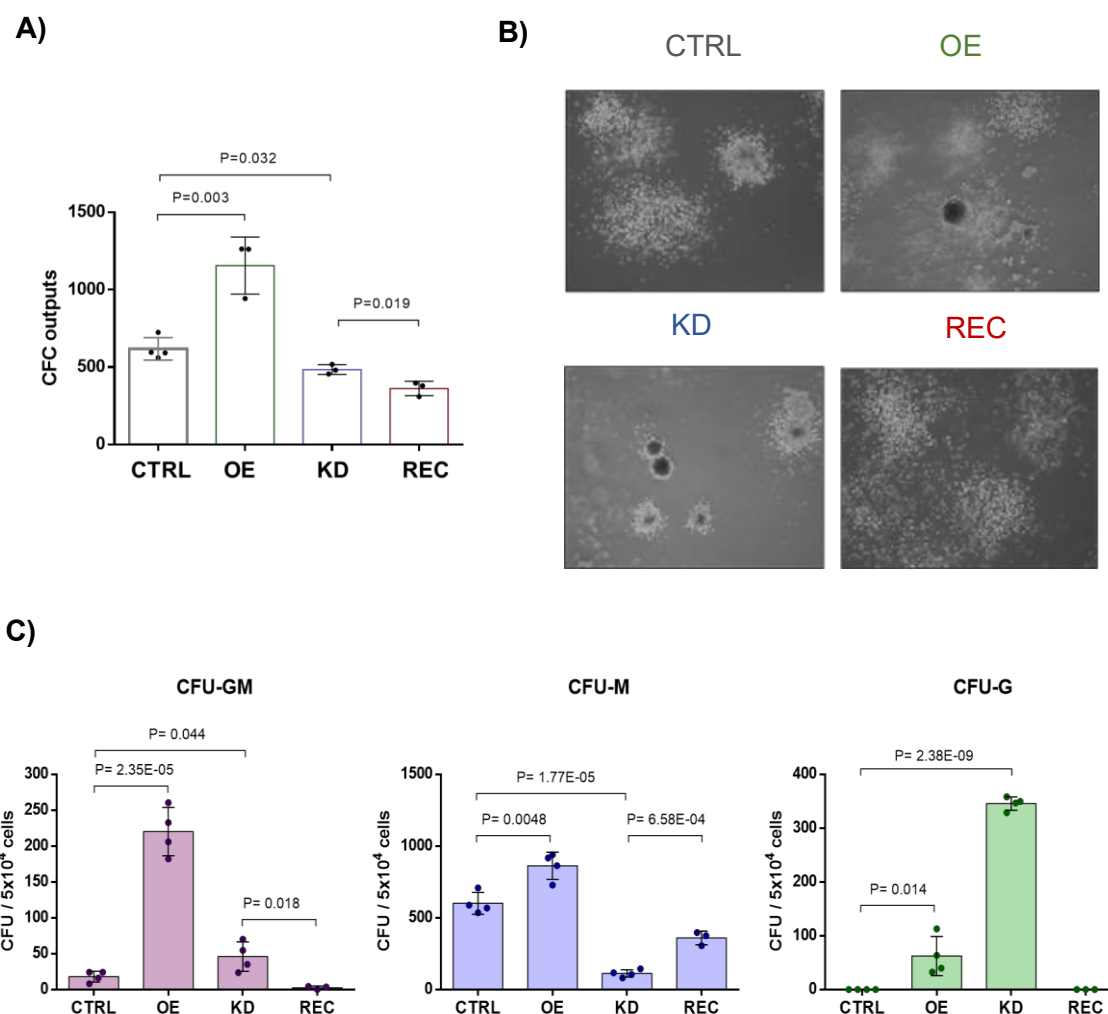 A)
P=0.032
P=0.003
P=0.019
1500
1000
500
0
CFC outputs
CTRL OE KD REC
B)
CTRL OE
KD REC
C)
CFU-GM
P= 0.044
P= 2.35E-05
P= 0.018
300
250
200
150
100
50
0
CFU / 5x10⁴ cells
CTRL OE KD REC
CFU-M
P= 1.77E-05
P= 0.0048
P= 6.58E-04
1500
1000
500
0
CFU / 5x10⁴ cells
CTRL OE KD REC
CFU-G
P= 2.38E-09
P= 0.014
400
300
200
100
0
CFU / 5x10⁴ cells
CTRL OE KD REC